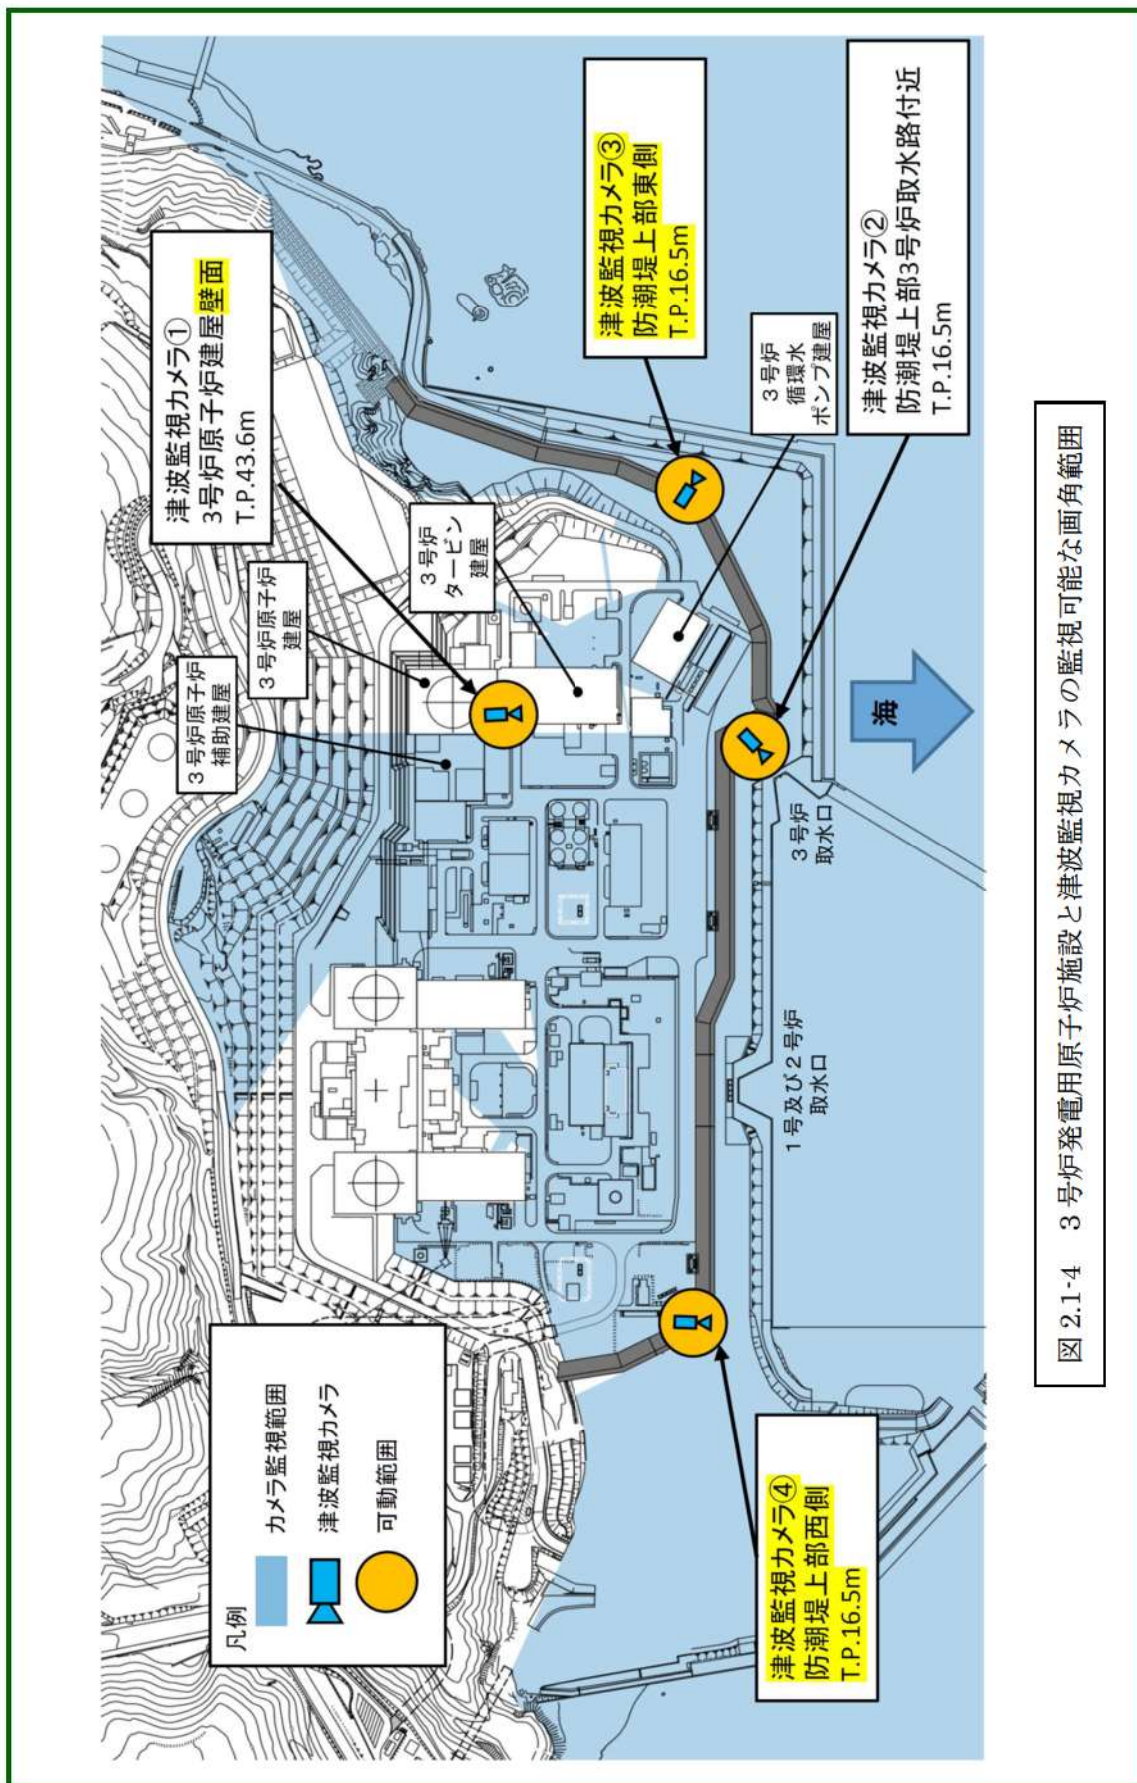 凡例
カメラ監視範囲
津波監視カメラ
可動範囲
津波監視カメラ④
防潮堤上部西側
T.P.16.5m
1号及び2号炉
取水口
3号炉
取水口
海
3号炉原子炉
補助建屋
3号炉原子炉
建屋
津波監視カメラ①
3号炉原子炉建屋壁面
T.P.43.6m
3号炉
タービン
建屋
津波監視カメラ③
防潮堤上部東側
T.P.16.5m
3号炉
循環水
ポンプ建屋
津波監視カメラ②
防潮堤上部3号炉取水路付近
T.P.16.5m
図 2.1-4 3号炉発電用原子炉施設と津波監視カメラの監視可能な画角範囲